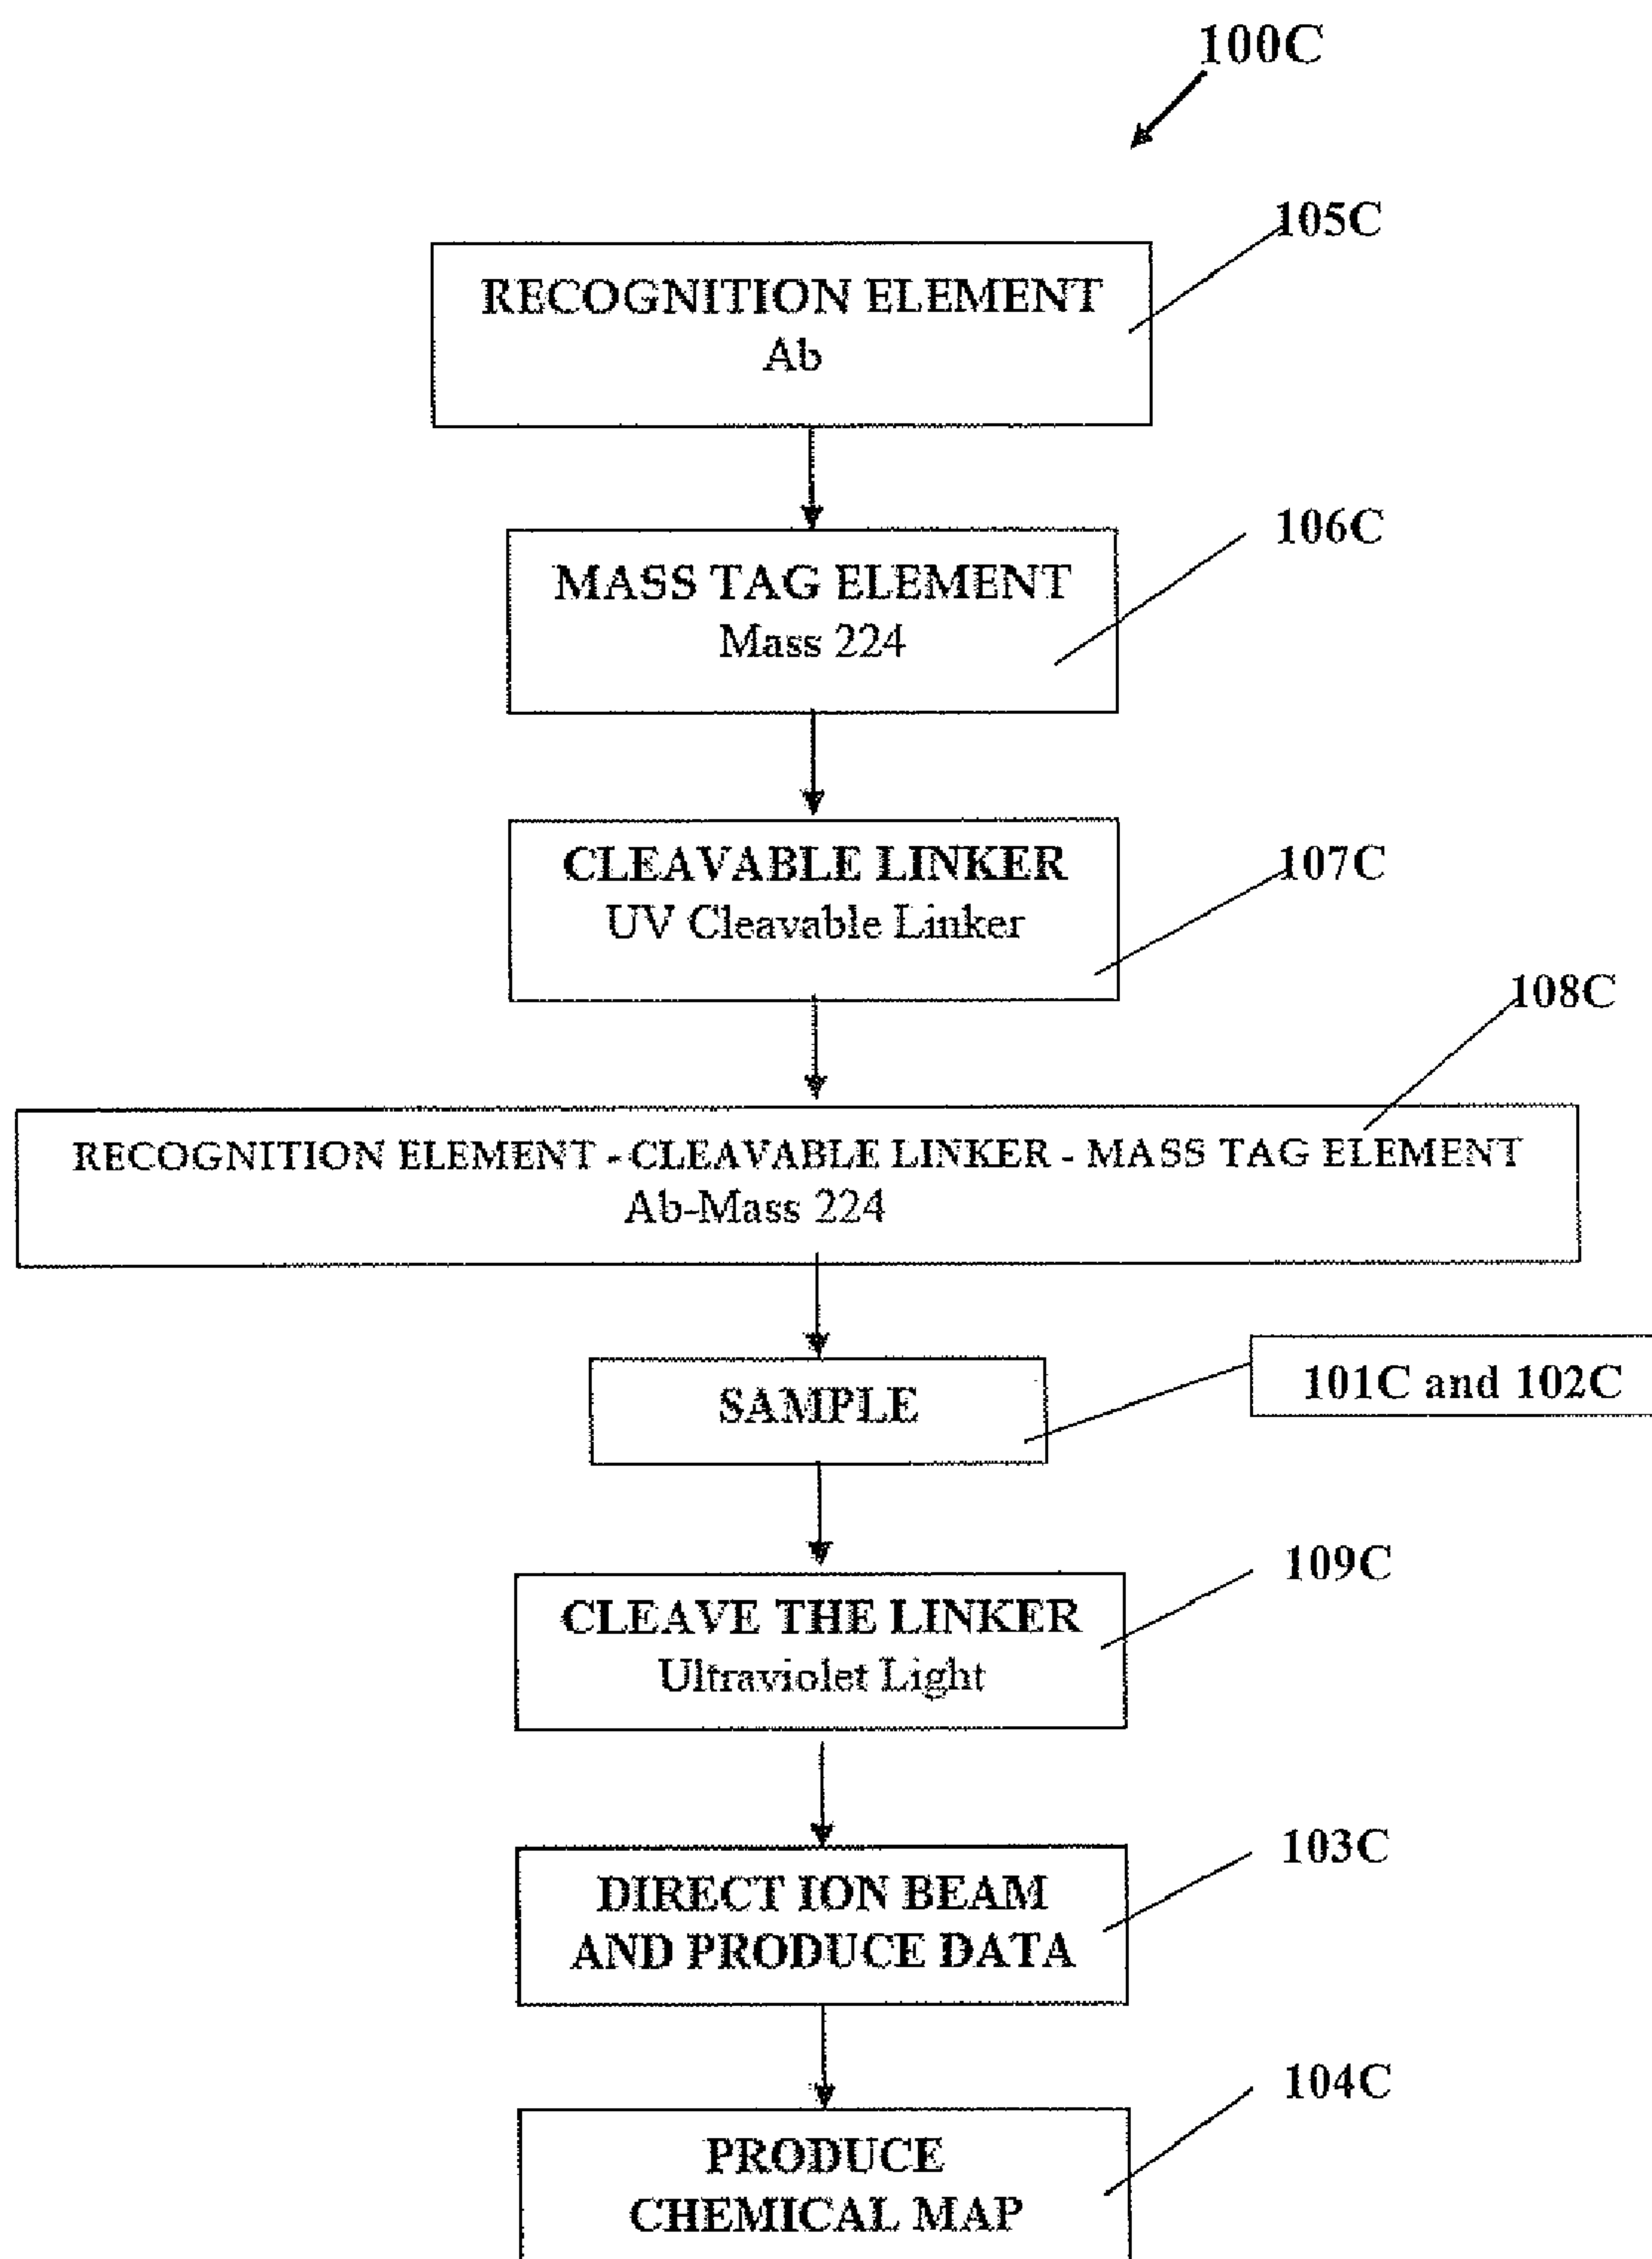 100C
105C
RECOGNITION ELEMENT
Ab
106C
MASS TAG ELEMENT
Mass 224
107C
CLEAVABLE LINKER
UV Cleavable Linker
108C
RECOGNITION ELEMENT - CLEAVABLE LINKER - MASS TAG ELEMENT
Ab-Mass 224
SAMPLE
101C and 102C
109C
CLEAVE THE LINKER
Ultraviolet Light
103C
DIRECT ION BEAM
AND PRODUCE DATA
104C
PRODUCE
CHEMICAL MAP